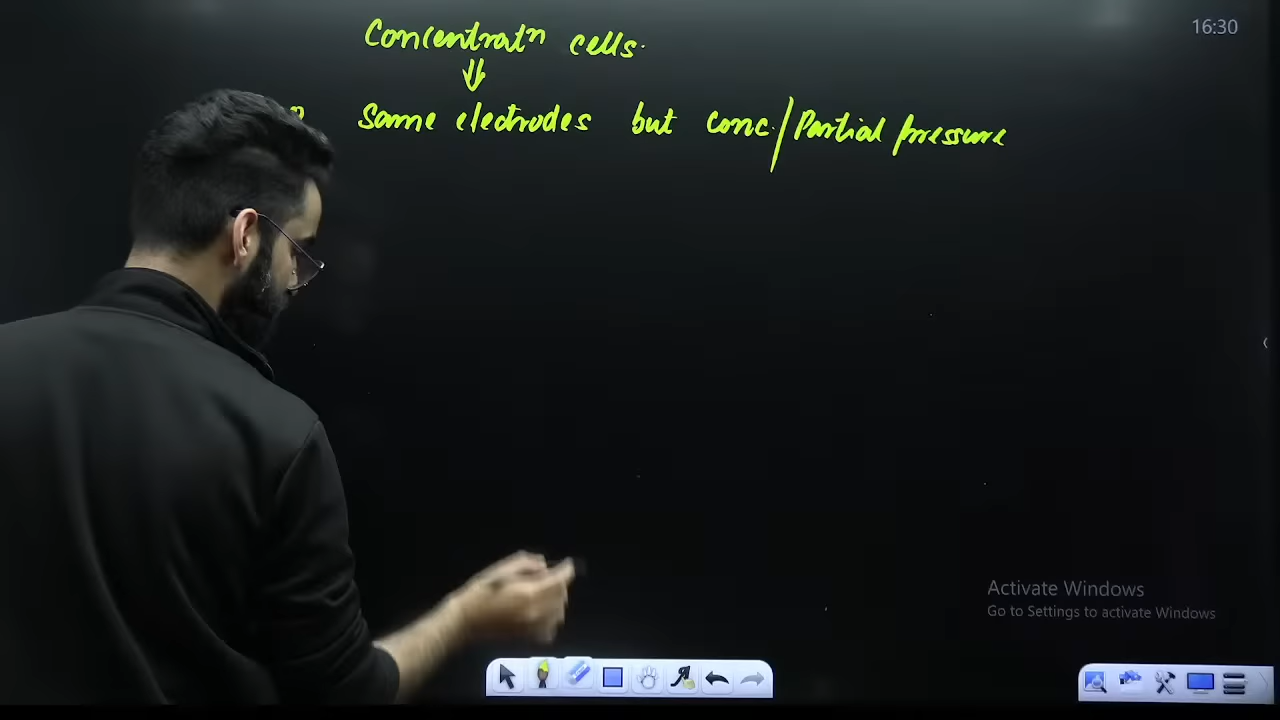 16:30
Concentratⁿ cells.
⇓
Same electrodes but conc./Partial pressure
Activate Windows
Go to Settings to activate Windows